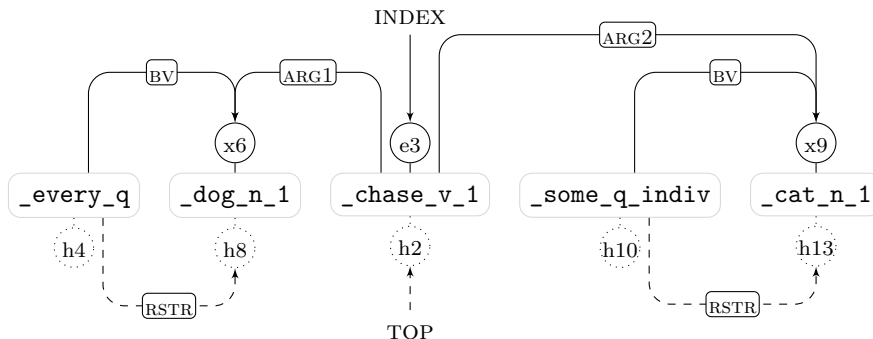 INDEX
ARG2
BV ARG1 BV
x6 e3 x9
_every_q _dog_n_1 _chase_v_1 _some_q_indiv _cat_n_1
h4 h8 h2 h10 h13
RSTR RSTR
TOP